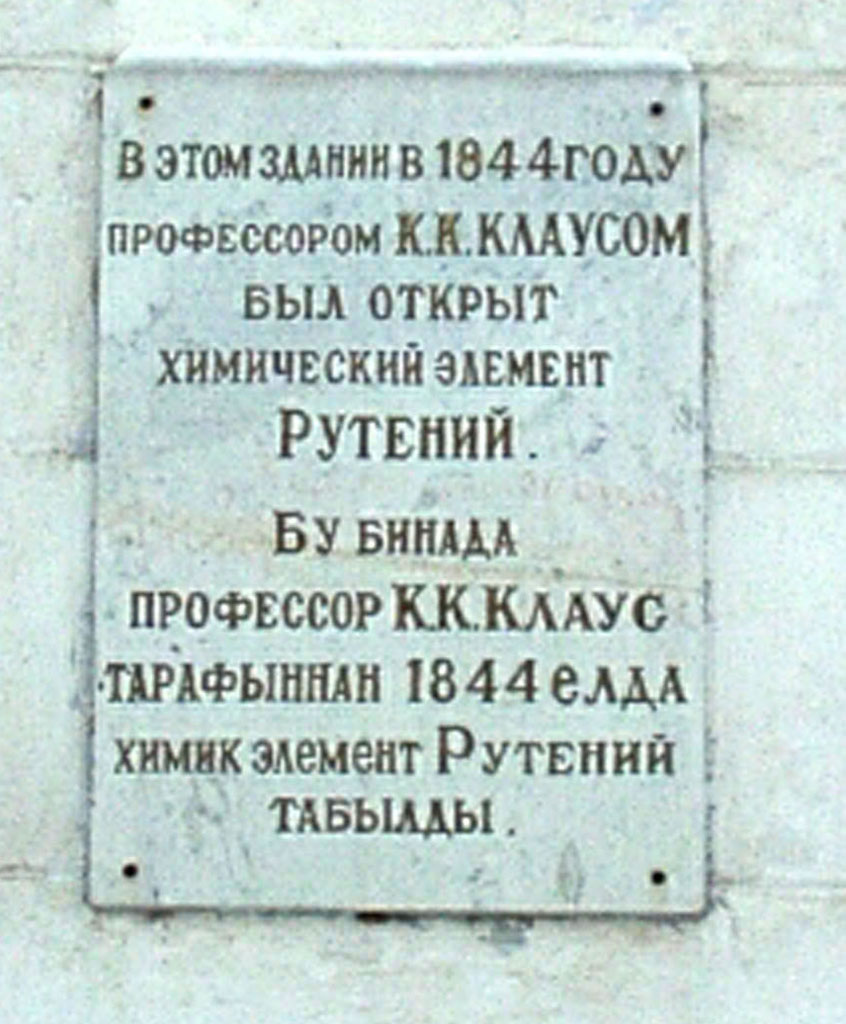 В ЭТОМ ЗДАНИИ В 1844 ГОДУ
ПРОФЕССОРОМ К.К.КЛАУСОМ
БЫЛ ОТКРЫТ
ХИМИЧЕСКИЙ ЭЛЕМЕНТ
РУТЕНИЙ.
БУ БИНАДА
ПРОФЕССОР К.К.КЛАУС
ТАРАФЫННАН 1844 еЛДА
ХИМИК ЭЛеМеНТ РУТЕНИЙ
ТАБЫЛДЫ.